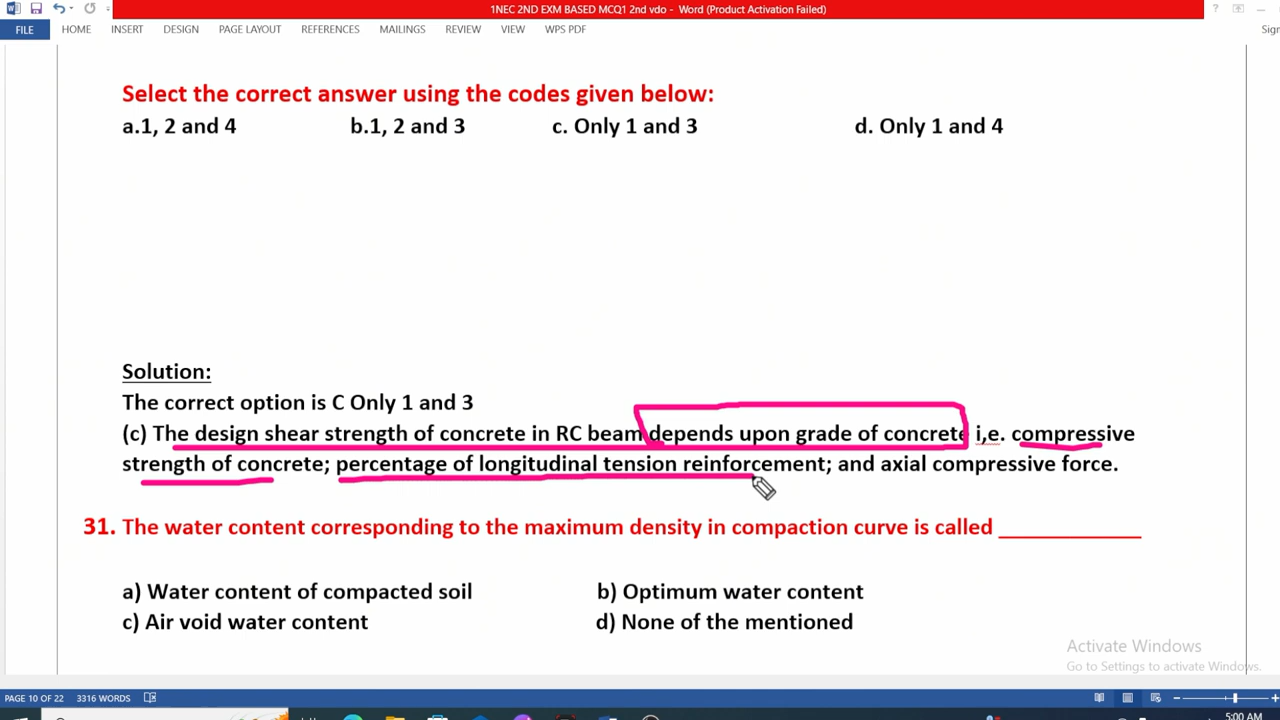 1NEC 2ND EXM BASED MCQ1 2nd vdo - Word (Product Activation Failed)
FILE HOME INSERT DESIGN PAGE LAYOUT REFERENCES MAILINGS REVIEW VIEW WPS PDF Sign
Select the correct answer using the codes given below:
a.1, 2 and 4 b.1, 2 and 3 c. Only 1 and 3 d. Only 1 and 4
Solution:
The correct option is C Only 1 and 3
(c) The design shear strength of concrete in RC beam depends upon grade of concrete i,e. compressive
strength of concrete; percentage of longitudinal tension reinforcement; and axial compressive force.
31. The water content corresponding to the maximum density in compaction curve is called ____________
a) Water content of compacted soil b) Optimum water content
c) Air void water content d) None of the mentioned
Activate Windows
Go to Settings to activate Windows.
PAGE 10 OF 22 3316 WORDS
5:00 AM